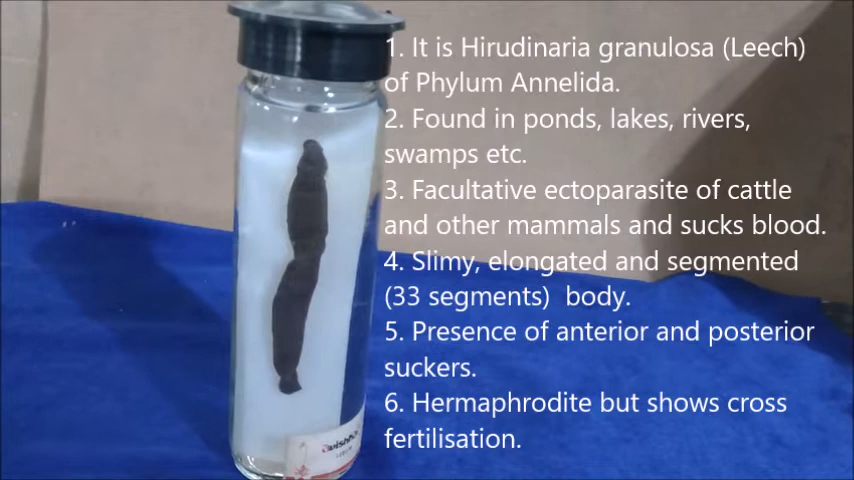 1. It is Hirudinaria granulosa (Leech)
of Phylum Annelida.
2. Found in ponds, lakes, rivers,
swamps etc.
3. Facultative ectoparasite of cattle
and other mammals and sucks blood.
4. Slimy, elongated and segmented
(33 segments)  body.
5. Presence of anterior and posterior
suckers.
6. Hermaphrodite but shows cross
fertilisation.
LEECH